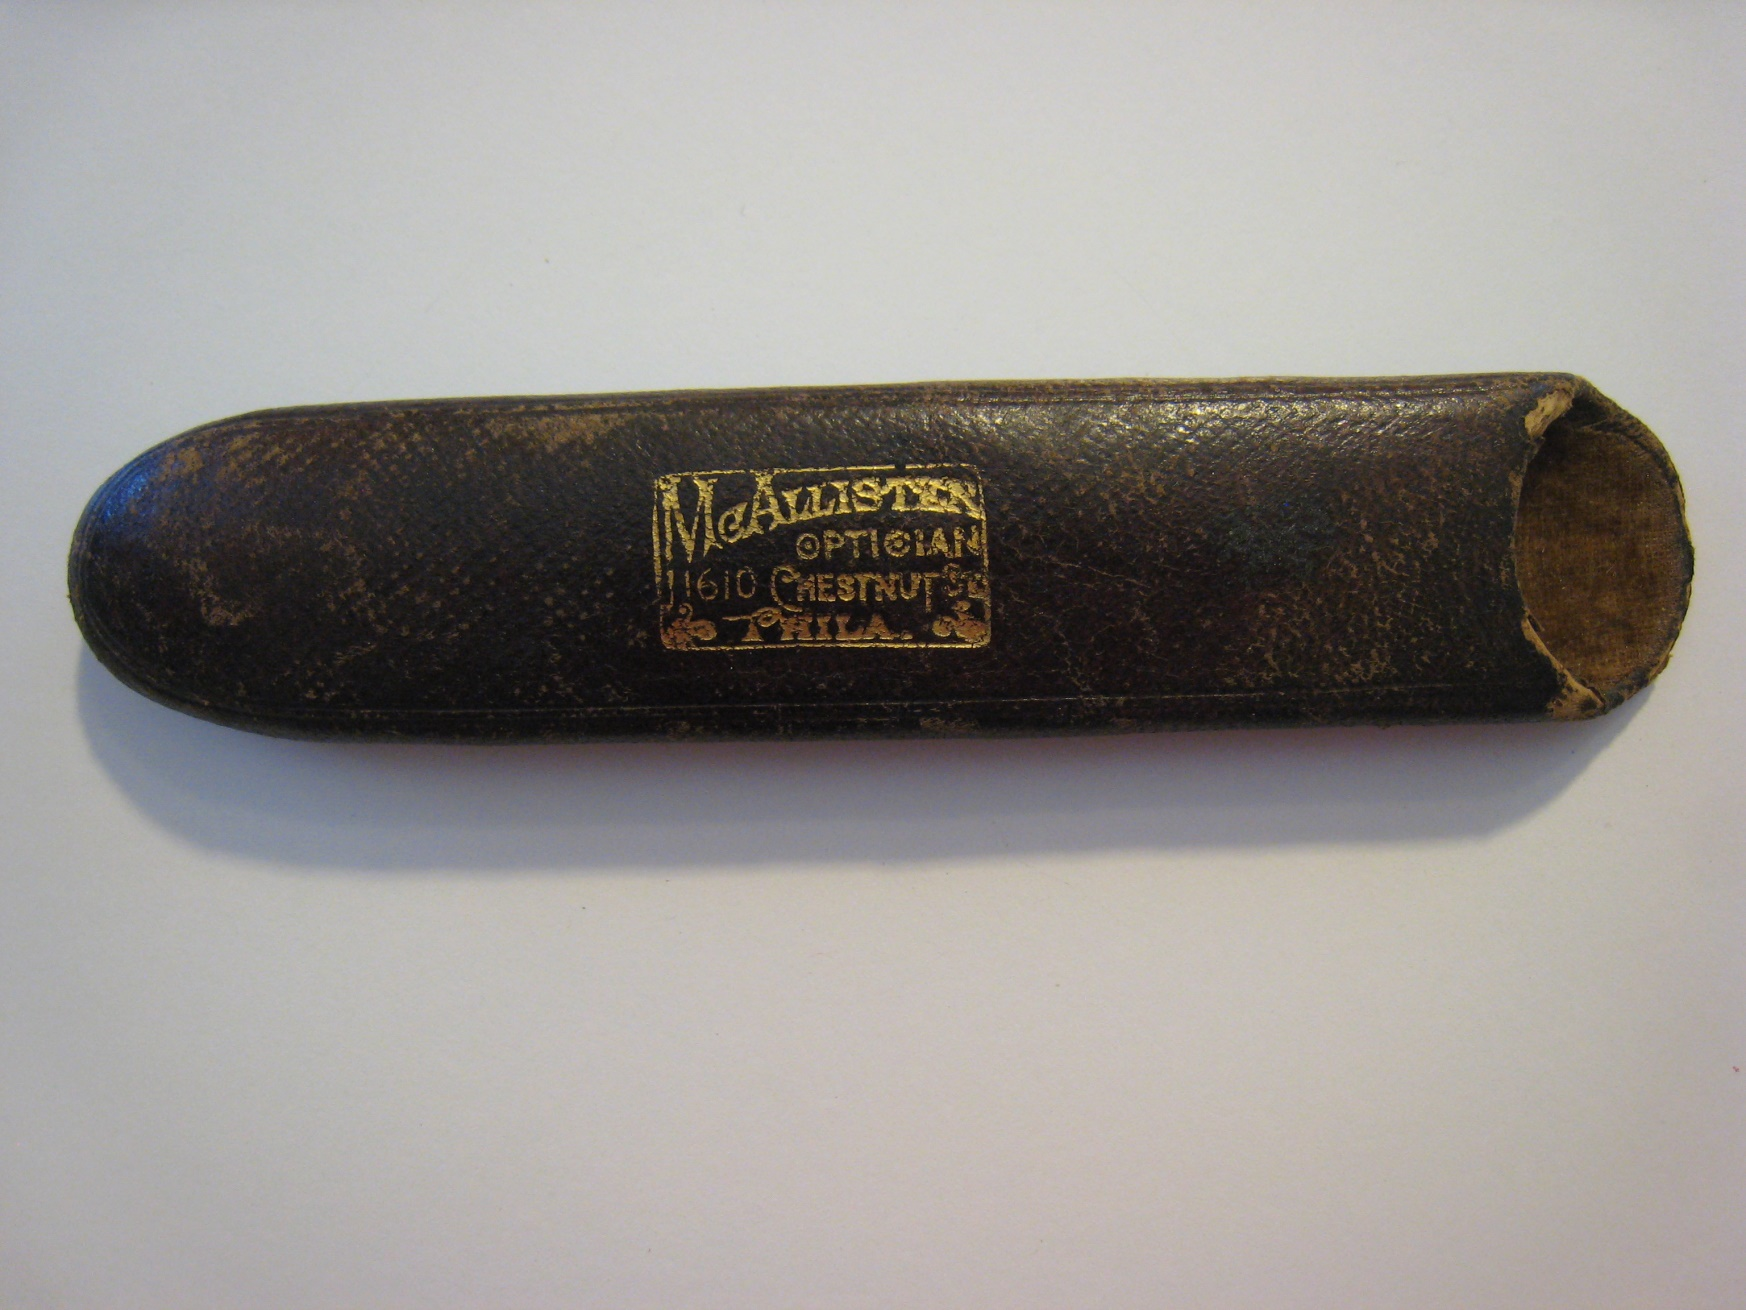 McALLISTER
OPTICIAN
1610 CHESTNUT ST.
PHILA.